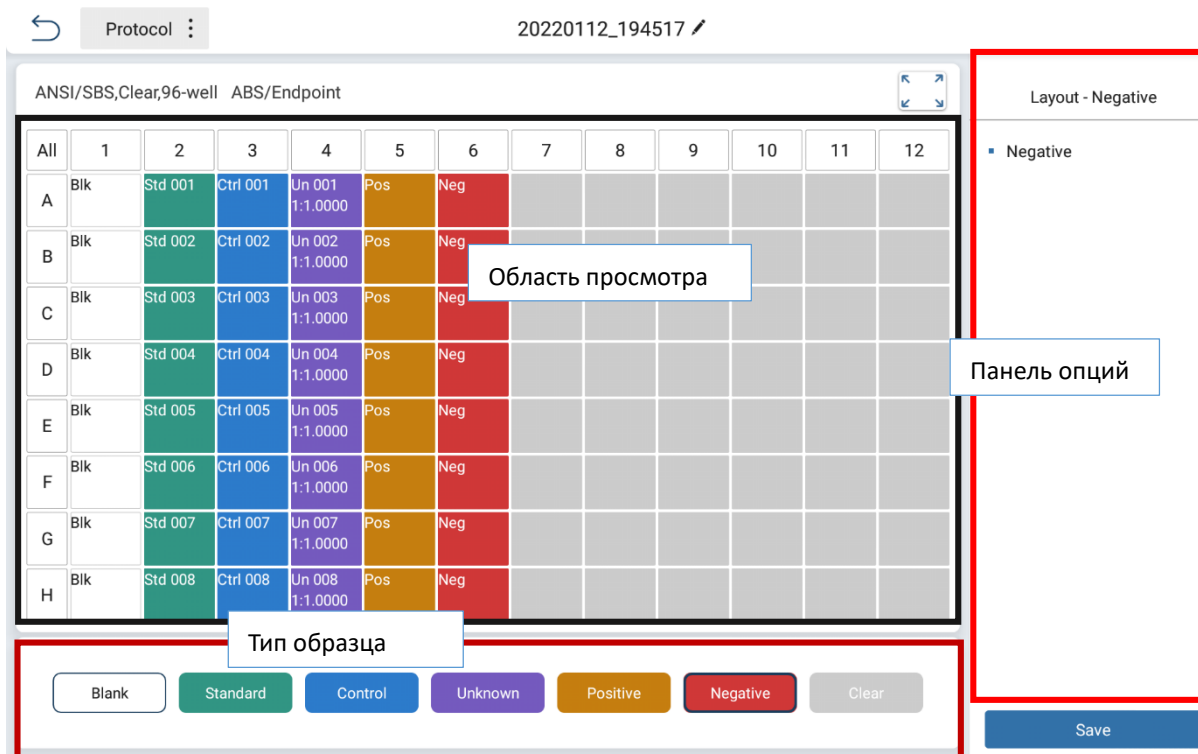 Protocol
20220112_194517
ANSI/SBS,Clear,96-well ABS/Endpoint
All 1 2 3 4 5 6 7 8 9 10 11 12
A Blk Std 001 Ctrl 001 Un 001 Pos Neg
1:1.0000
B Blk Std 002 Ctrl 002 Un 002 Pos Neg
1:1.0000
Область просмотра
C Blk Std 003 Ctrl 003 Un 003 Pos Neg
1:1.0000
D Blk Std 004 Ctrl 004 Un 004 Pos Neg
1:1.0000
E Blk Std 005 Ctrl 005 Un 005 Pos Neg
1:1.0000
F Blk Std 006 Ctrl 006 Un 006 Pos Neg
1:1.0000
G Blk Std 007 Ctrl 007 Un 007 Pos Neg
1:1.0000
H Blk Std 008 Ctrl 008 Un 008 Pos Neg
1:1.0000
Тип образца
Blank Standard Control Unknown Positive Negative Clear
Layout - Negative
Negative
Панель опций
Save